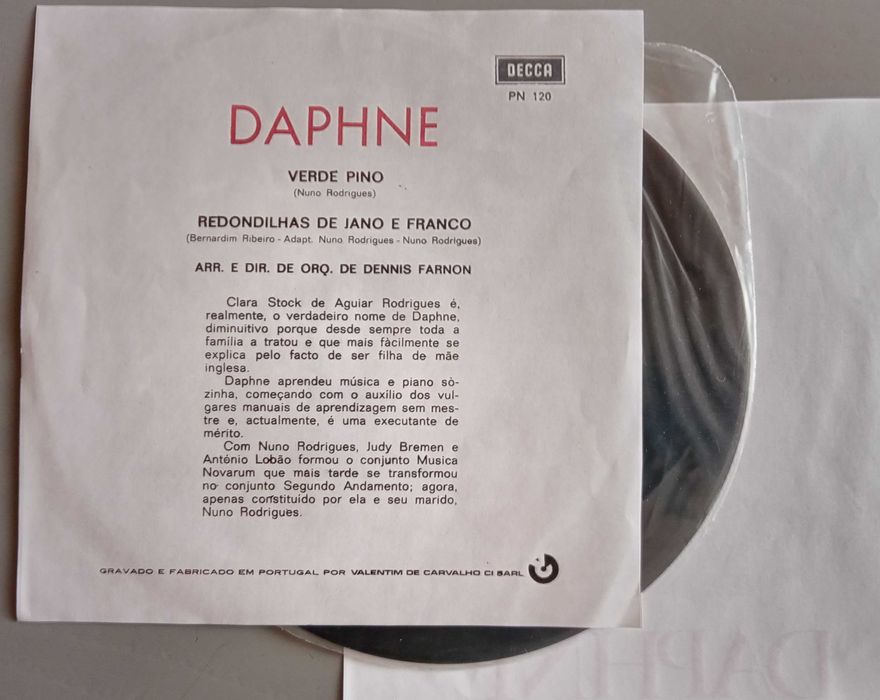 DECCA
PN 120
DAPHNE
VERDE PINO
(Nuno Rodrigues)
REDONDILHAS DE JANO E FRANCO
(Bernardim Ribeiro - Adapt. Nuno Rodrigues - Nuno Rodrigues)
ARR. E DIR. DE ORQ. DE DENNIS FARNON
Clara Stock de Aguiar Rodrigues é,
realmente, o verdadeiro nome de Daphne,
diminuitivo porque desde sempre toda a
família a tratou e que mais fàcilmente se
explica pelo facto de ser filha de mãe
inglesa.
Daphne aprendeu música e piano sò-
zinha, começando com o auxílio dos vul-
gares manuais de aprendizagem sem mes-
tre e, actualmente, é uma executante de
mérito.
Com Nuno Rodrigues, Judy Bremen e
António Lobão formou o conjunto Musica
Novarum que mais tarde se transformou
no conjunto Segundo Andamento; agora,
apenas constituído por ela e seu marido,
Nuno Rodrigues.
GRAVADO E FABRICADO EM PORTUGAL POR VALENTIM DE CARVALHO CI SARL
DAPHNE